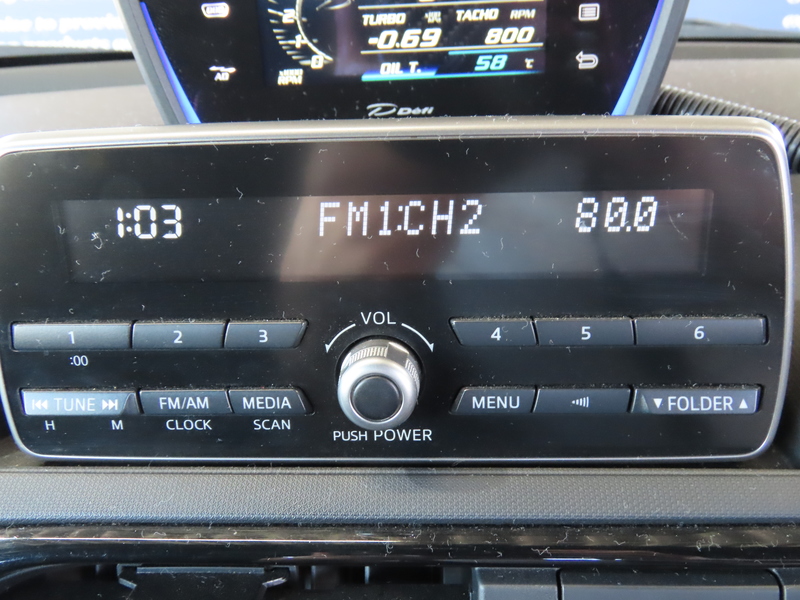 TURBO TACHO RPM
-0.69 800
OIL T. 58 °C
Defi
1:03 FM1:CH2 80.0
VOL
1 2 3 4 5 6
:00
TUNE FM/AM MEDIA MENU FOLDER
H M CLOCK SCAN
PUSH POWER